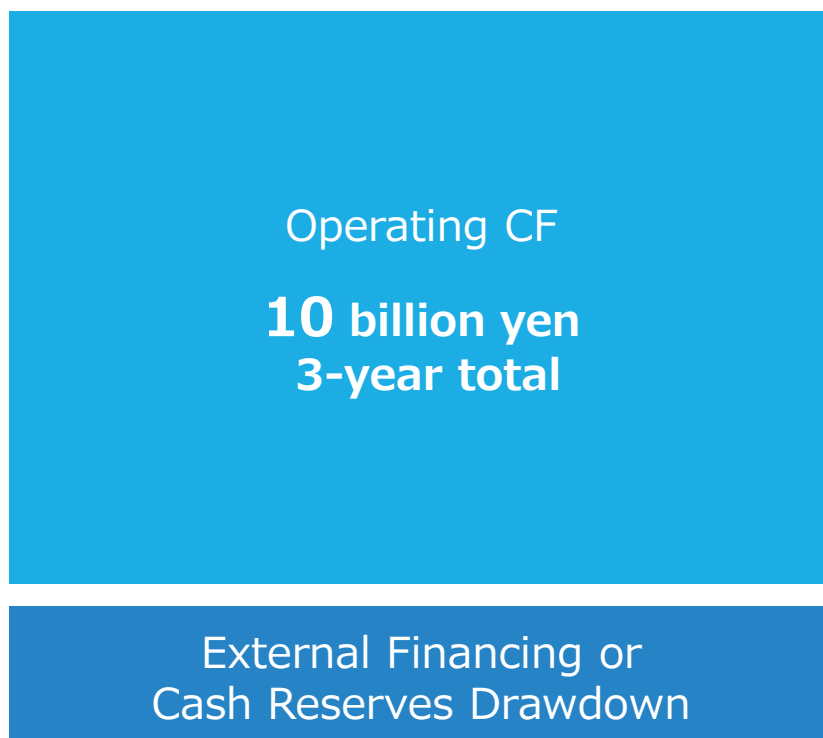 Operating CF
10 billion yen
3-year total
External Financing or
Cash Reserves Drawdown